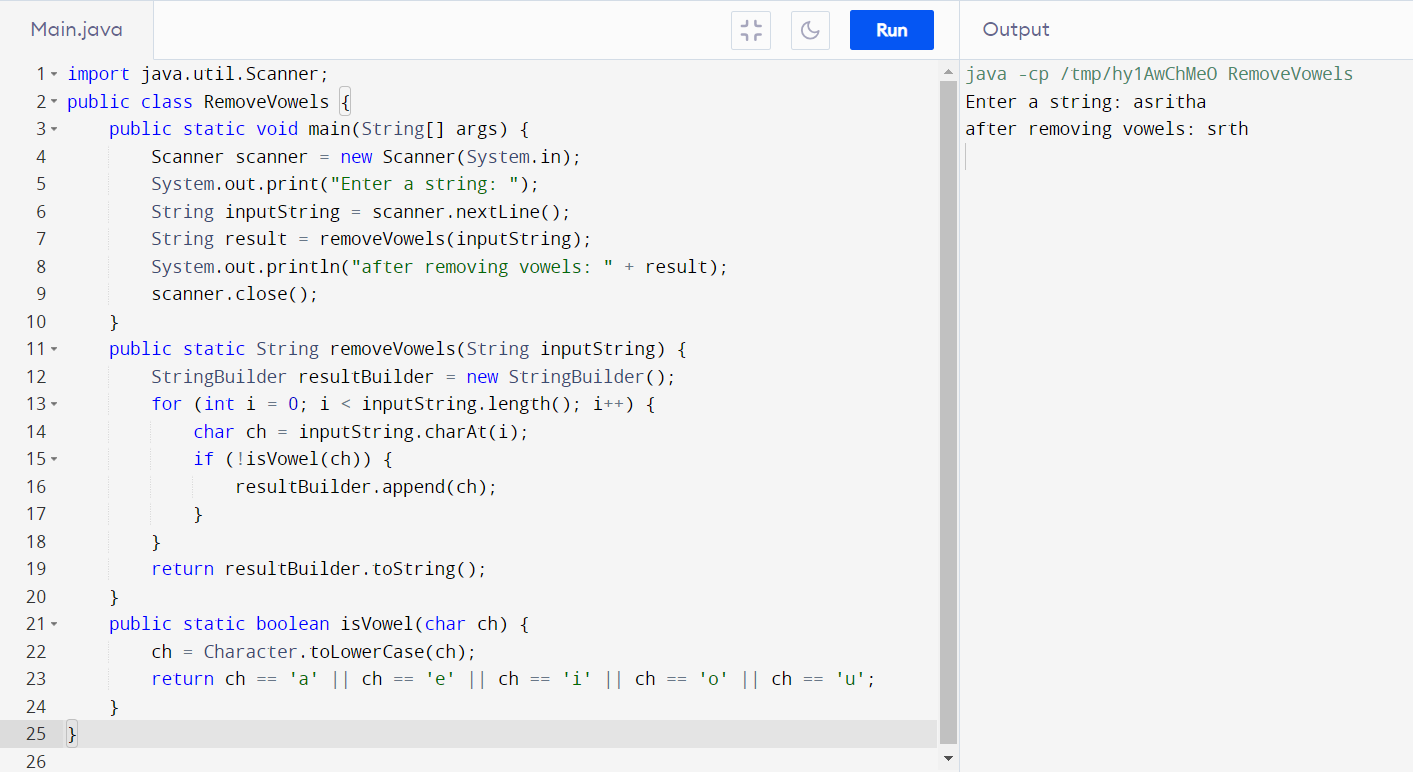 Main.java
Run
Output
1 import java.util.Scanner;
2 public class RemoveVowels {
3     public static void main(String[] args) {
4         Scanner scanner = new Scanner(System.in);
5         System.out.print("Enter a string: ");
6         String inputString = scanner.nextLine();
7         String result = removeVowels(inputString);
8         System.out.println("after removing vowels: " + result);
9         scanner.close();
10     }
11     public static String removeVowels(String inputString) {
12         StringBuilder resultBuilder = new StringBuilder();
13         for (int i = 0; i < inputString.length(); i++) {
14             char ch = inputString.charAt(i);
15             if (!isVowel(ch)) {
16                 resultBuilder.append(ch);
17             }
18         }
19         return resultBuilder.toString();
20     }
21     public static boolean isVowel(char ch) {
22         ch = Character.toLowerCase(ch);
23         return ch == 'a' || ch == 'e' || ch == 'i' || ch == 'o' || ch == 'u';
24     }
25 }
26
java -cp /tmp/hy1AwChMeO RemoveVowels
Enter a string: asritha
after removing vowels: srth